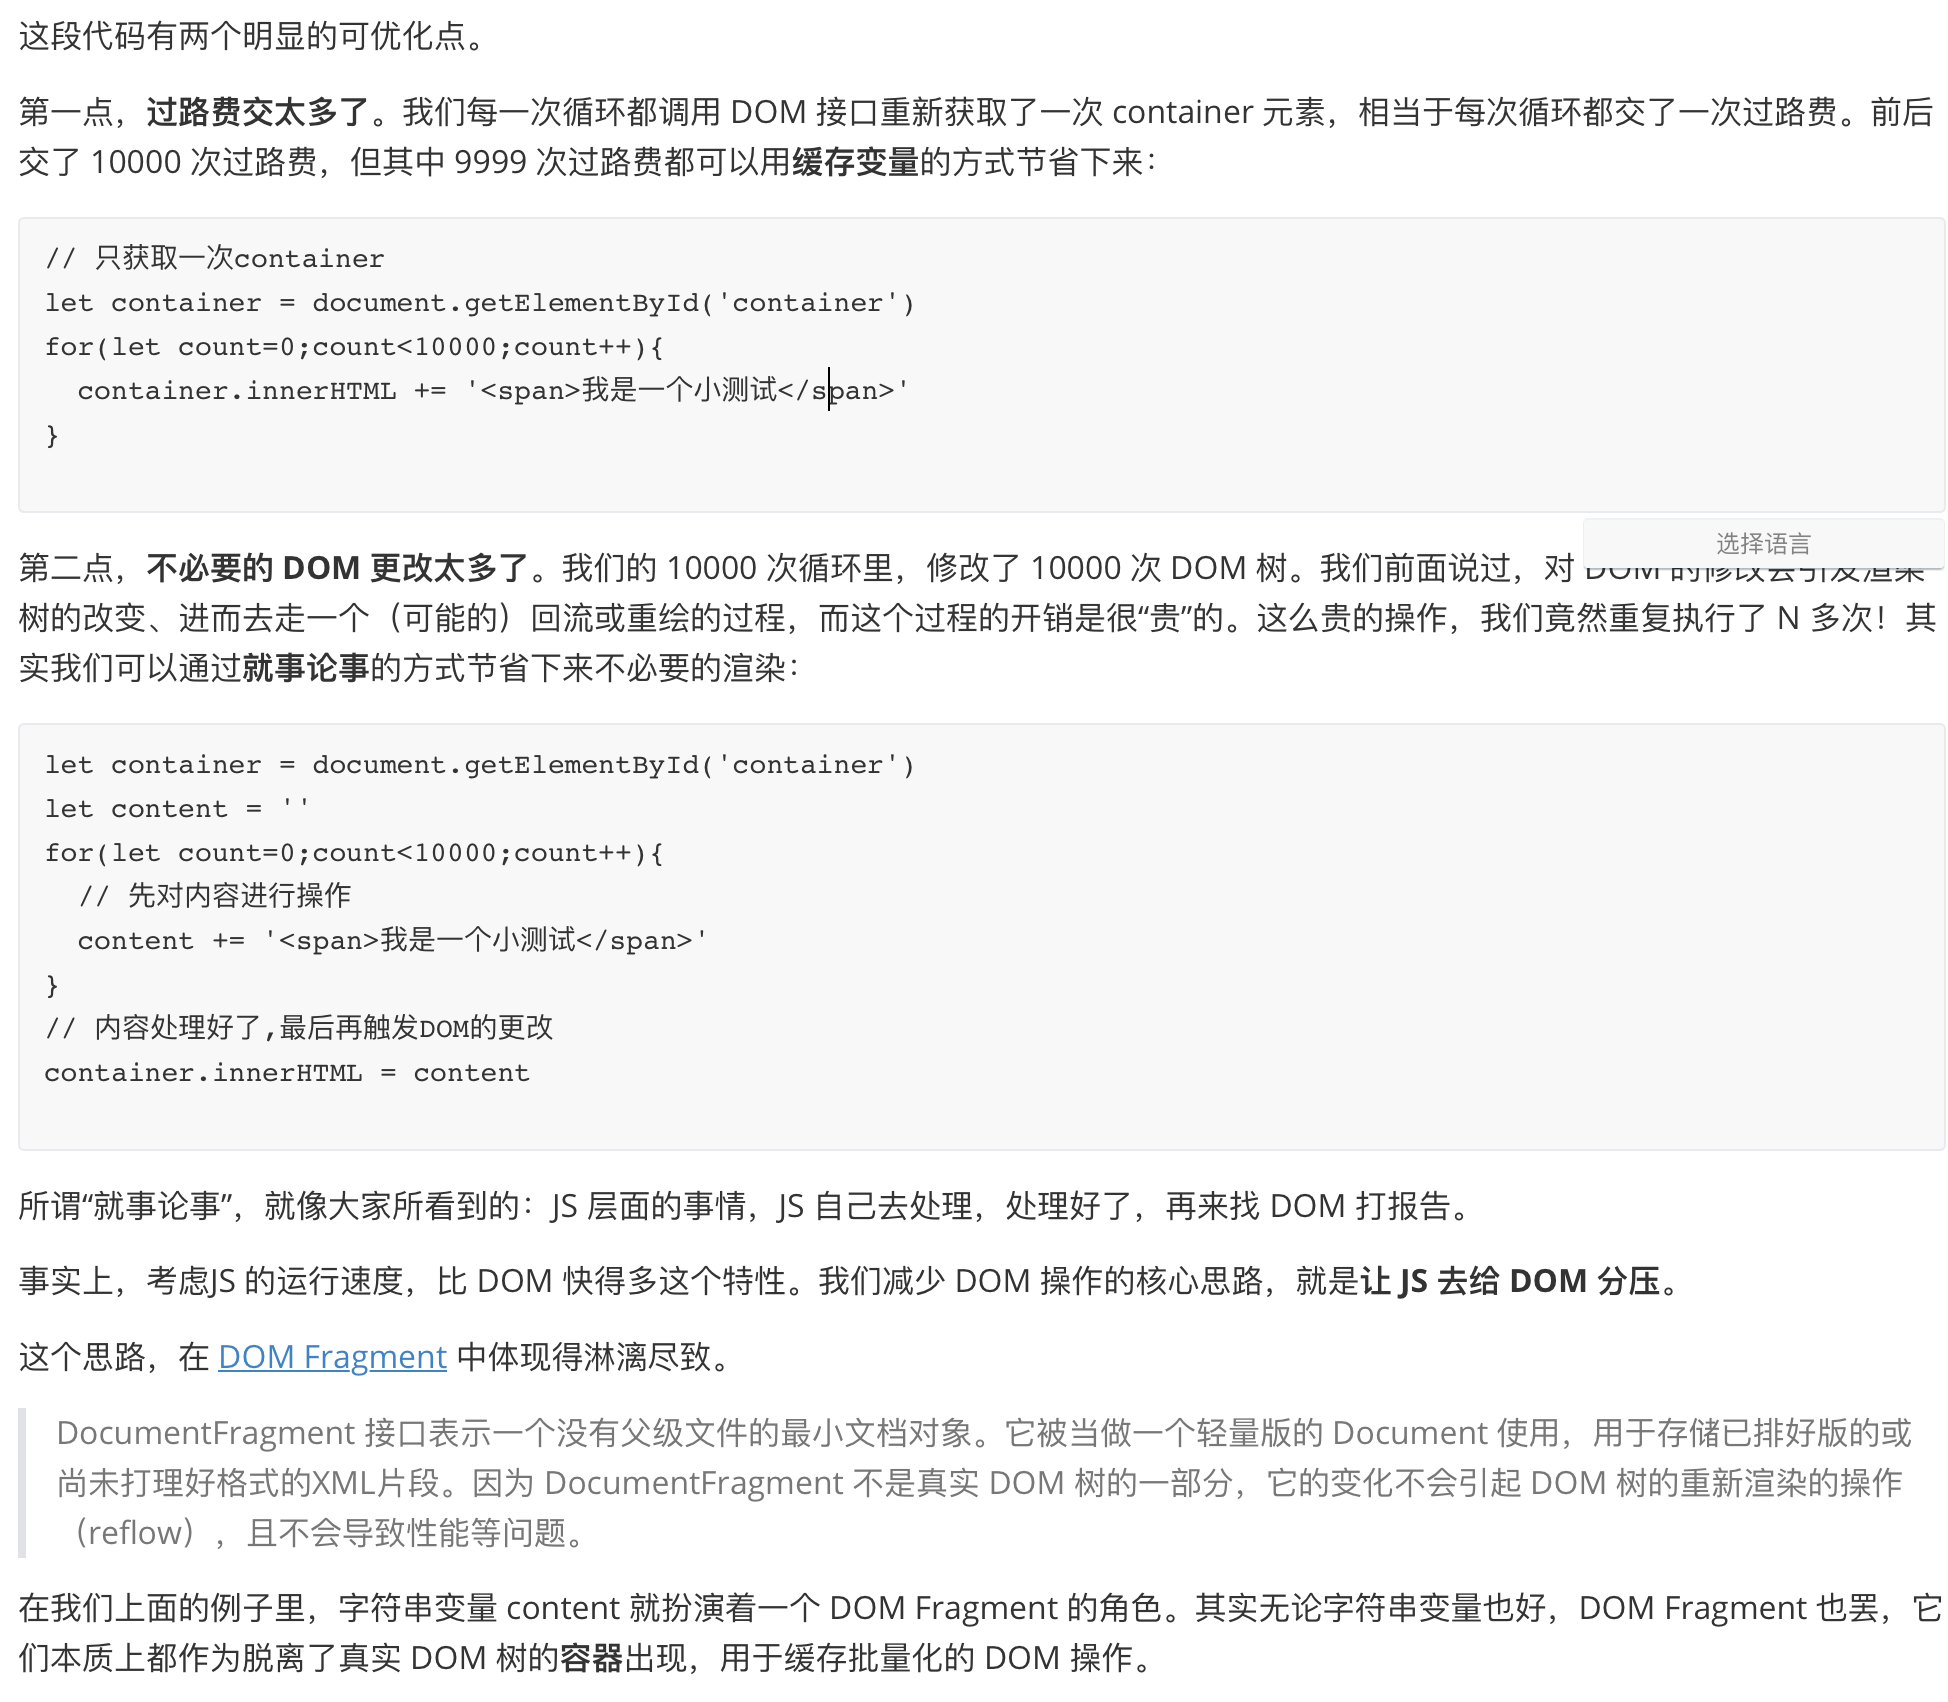 这段代码有两个明显的可优化点。
第一点，过路费交太多了。我们每一次循环都调用 DOM 接口重新获取了一次 container 元素，相当于每次循环都交了一次过路费。前后
交了 10000 次过路费，但其中 9999 次过路费都可以用缓存变量的方式节省下来：
// 只获取一次container
let container = document.getElementById('container')
for(let count=0;count<10000;count++){
  container.innerHTML += '<span>我是一个小测试</span>'
}
选择语言
第二点，不必要的 DOM 更改太多了。我们的 10000 次循环里，修改了 10000 次 DOM 树。我们前面说过，对 DOM 的修改会引发渲染
树的改变、进而去走一个（可能的）回流或重绘的过程，而这个过程的开销是很“贵”的。这么贵的操作，我们竟然重复执行了 N 多次！其
实我们可以通过就事论事的方式节省下来不必要的渲染：
let container = document.getElementById('container')
let content = ''
for(let count=0;count<10000;count++){
  // 先对内容进行操作
  content += '<span>我是一个小测试</span>'
}
// 内容处理好了,最后再触发DOM的更改
container.innerHTML = content
所谓“就事论事”，就像大家所看到的：JS 层面的事情，JS 自己去处理，处理好了，再来找 DOM 打报告。
事实上，考虑JS 的运行速度，比 DOM 快得多这个特性。我们减少 DOM 操作的核心思路，就是让 JS 去给 DOM 分压。
这个思路，在 DOM Fragment 中体现得淋漓尽致。
DocumentFragment 接口表示一个没有父级文件的最小文档对象。它被当做一个轻量版的 Document 使用，用于存储已排好版的或
尚未打理好格式的XML片段。因为 DocumentFragment 不是真实 DOM 树的一部分，它的变化不会引起 DOM 树的重新渲染的操作
（reflow），且不会导致性能等问题。
在我们上面的例子里，字符串变量 content 就扮演着一个 DOM Fragment 的角色。其实无论字符串变量也好，DOM Fragment 也罢，它
们本质上都作为脱离了真实 DOM 树的容器出现，用于缓存批量化的 DOM 操作。